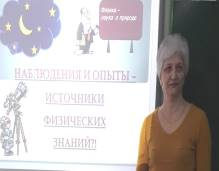 Физика –
наука о природе
НАБЛЮДЕНИЯ И ОПЫТЫ –
ИСТОЧНИКИ
ФИЗИЧЕСКИХ
ЗНАНИЙ?!